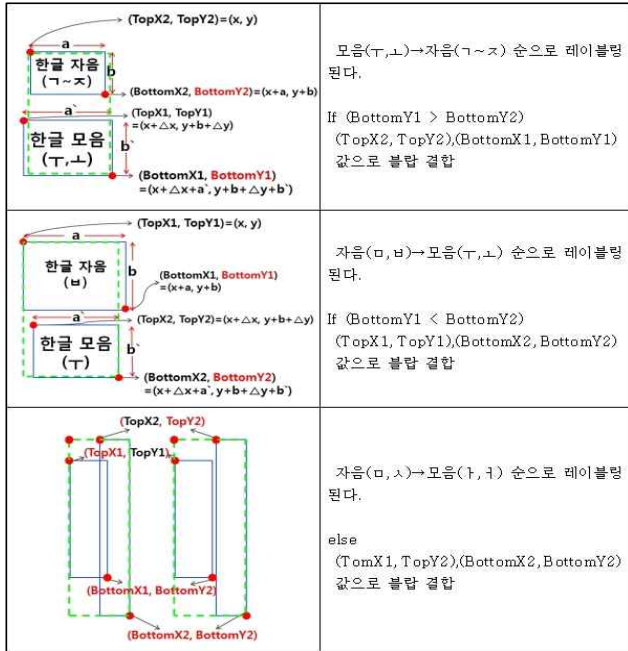 (TopX2, TopY2)=(x, y)
a
한글 자음
(ㄱ~ㅈ)
b
(BottomX2, BottomY2)=(x+a, y+b)
a`
(TopX1, TopY1)
=(x+△x, y+b+△y)
한글 모음
(ㅜ,ㅗ)
b`
(BottomX1, BottomY1)
=(x+△x+a`, y+b+△y+b`)
모음(ㅜ,ㅗ)→자음(ㄱ~ㅈ) 순으로 레이블링
된다.
If (BottomY1 > BottomY2)
(TopX2, TopY2),(BottomX1, BottomY1)
값으로 블랍 결합
(TopX1, TopY1)=(x, y)
a
한글 자음
(ㅂ)
b
(BottomX1, BottomY1)
=(x+a, y+b)
a`
(TopX2, TopY2)=(x+△x, y+b+△y)
한글 모음
(ㅜ)
b`
(BottomX2, BottomY2)
=(x+△x+a`, y+b+△y+b`)
자음(ㅁ,ㅂ)→모음(ㅜ,ㅗ) 순으로 레이블링
된다.
If (BottomY1 < BottomY2)
(TopX1, TopY1),(BottomX2, BottomY2)
값으로 블랍 결합
(TopX2, TopY2)
(TopX1, TopY1)
(BottomX1, BottomY2)
(BottomX2, BottomY2)
자음(ㅁ,ㅅ)→모음(ㅏ,ㅓ) 순으로 레이블링
된다.
else
(TomX1, TopY2),(BottomX2, BottomY2)
값으로 블랍 결합